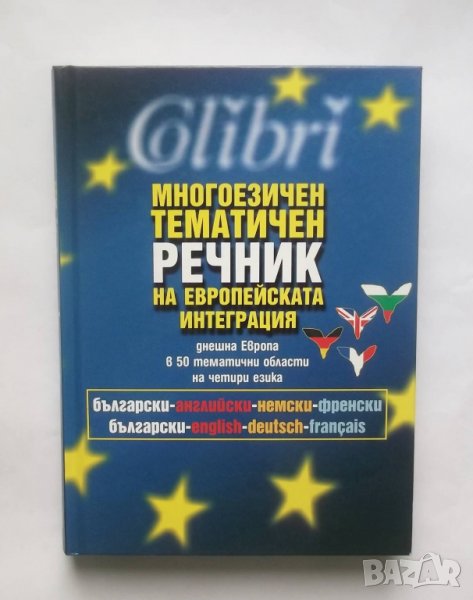 Colibri
МНОГОЕЗИЧЕН
ТЕМАТИЧЕН
РЕЧНИК
НА ЕВРОПЕЙСКАТА
ИНТЕГРАЦИЯ
днешна Европа
в 50 тематични области
на четири езика
български-английски-немски-френски
български-english-deutsch-français
BAZAR